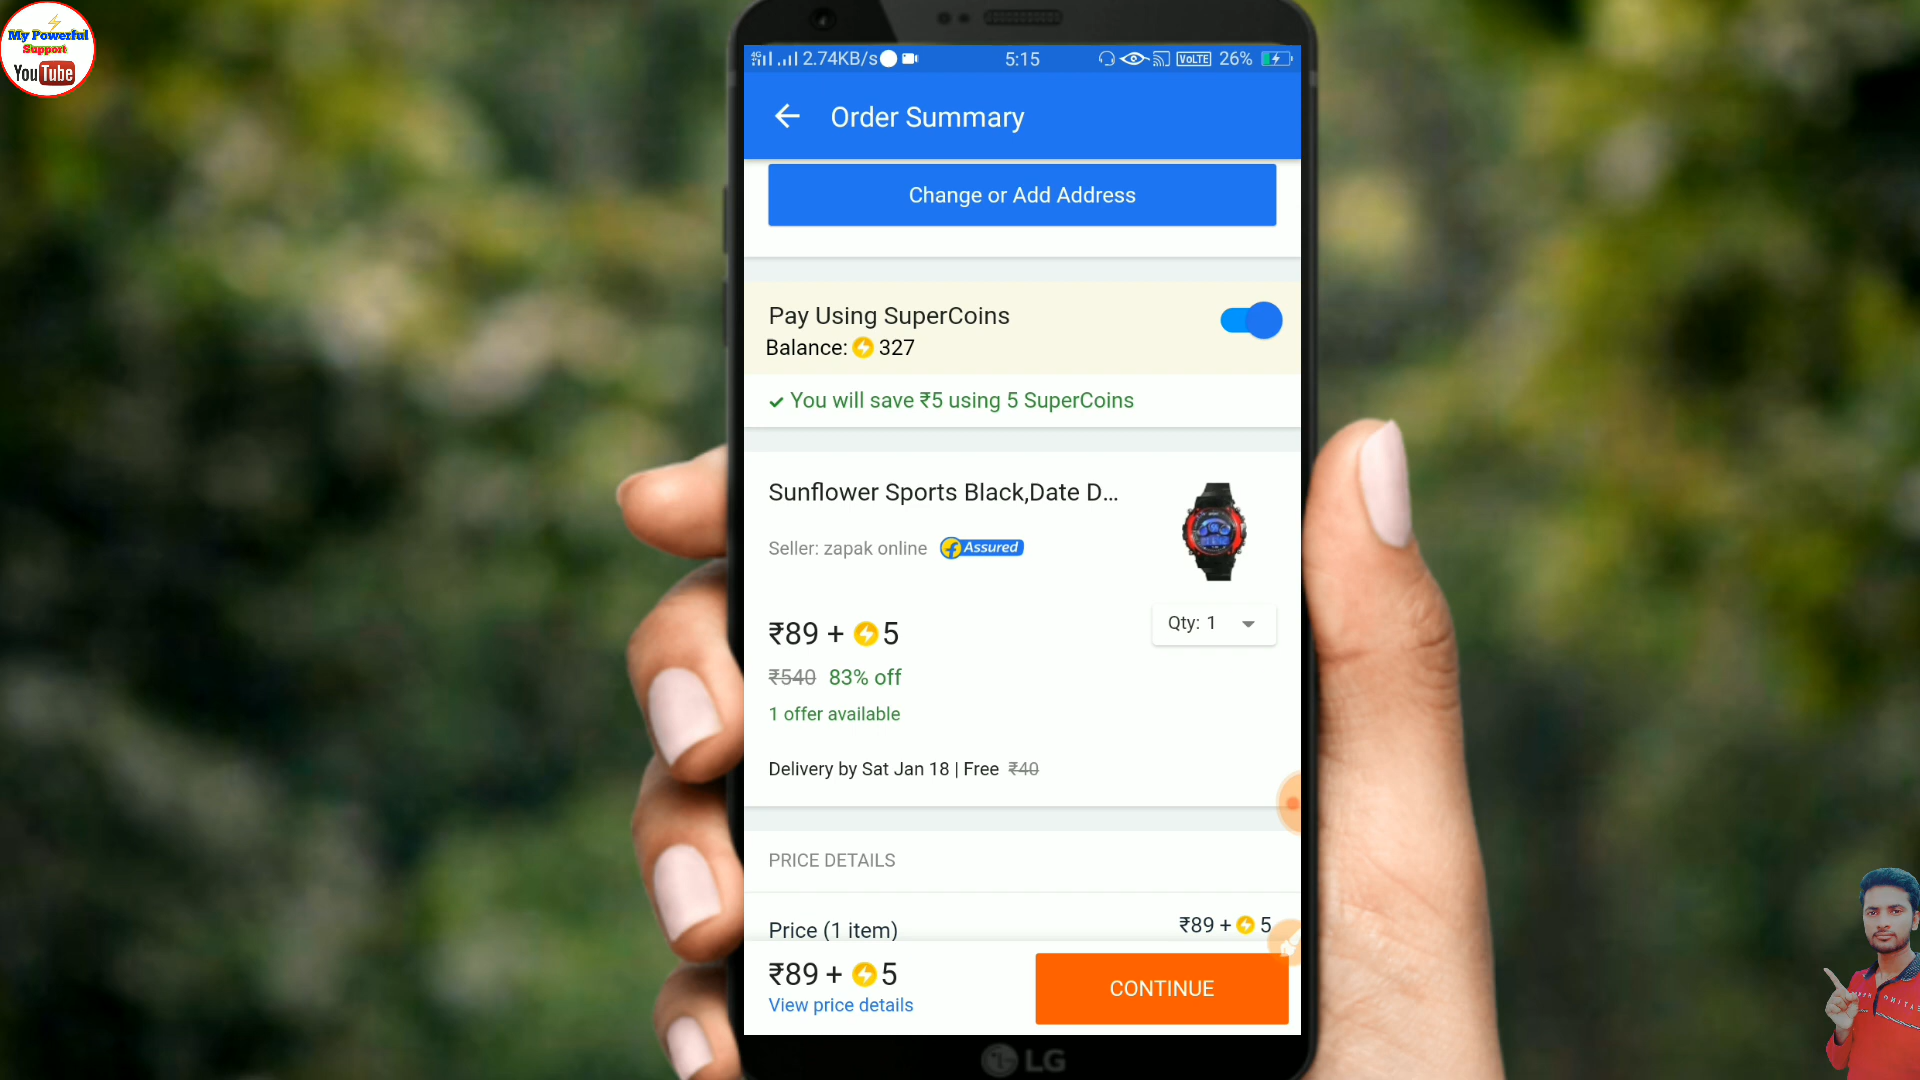 My Powerful
Support
YouTube
4G 2.74KB/s 5:15 VoLTE 26%
Order Summary
Change or Add Address
Pay Using SuperCoins
Balance: 327
You will save ₹5 using 5 SuperCoins
Sunflower Sports Black,Date D...
Seller: zapak online Assured
₹89 + 5
Qty: 1
₹540 83% off
1 offer available
Delivery by Sat Jan 18 | Free ₹40
PRICE DETAILS
Price (1 item) ₹89 + 5
₹89 + 5
View price details
CONTINUE
LG